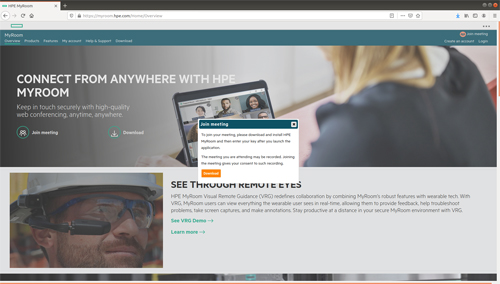 HPE MyRoom
https://myroom.hpe.com/home/overview
MyRoom
Join meeting
Overview Products Features My account Help & Support Download
Create an account Login
CONNECT FROM ANYWHERE WITH HPE
MYROOM
Keep in touch securely with high-quality
web conferencing, anytime, anywhere.
Join meeting
Download
Join meeting
To join your meeting, please download and install HPE
MyRoom and then enter your key after you launch the
application.
The meeting you are attending may be recorded. Joining
the meeting gives your consent to such recording.
Download
SEE THROUGH REMOTE EYES
HPE MyRoom Visual Remote Guidance (VRG) redefines collaboration by combining MyRoom's robust features with wearable tech. With
VRG, MyRoom users can view everything the wearable user sees in real-time, allowing them to provide feedback, help troubleshoot
problems, take screen captures, and make annotations. Stay productive at a distance in your secure MyRoom environment with VRG.
See VRG Demo
Learn more